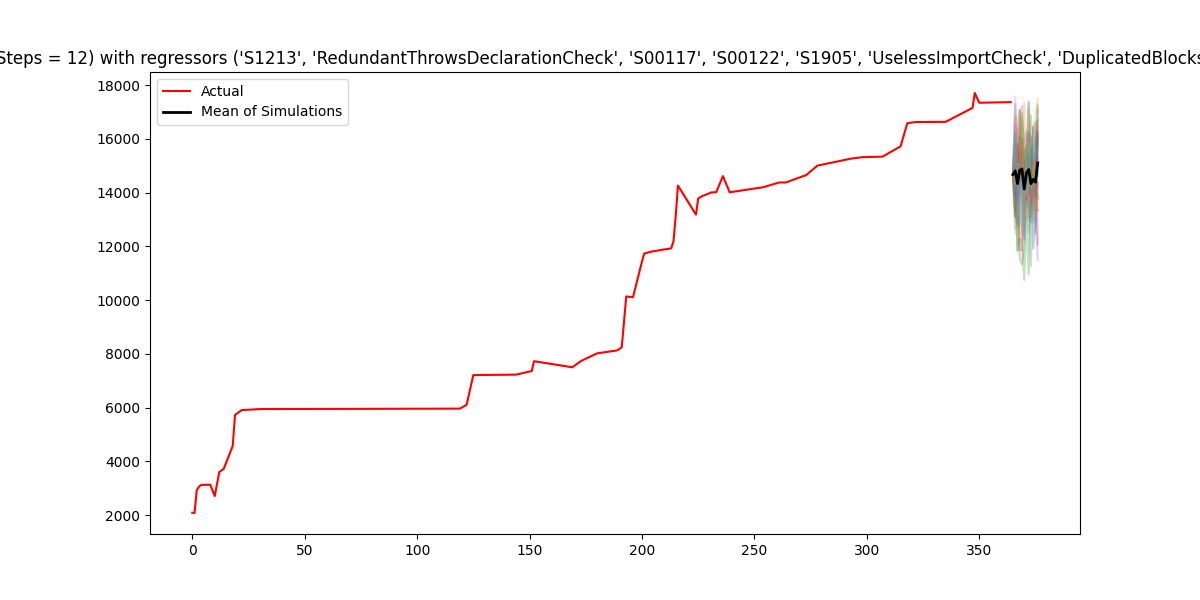 Steps = 12) with regressors ('S1213', 'RedundantThrowsDeclarationCheck', 'S00117', 'S00122', 'S1905', 'UselessImportCheck', 'DuplicatedBlocks
Actual
Mean of Simulations
18000
16000
14000
12000
10000
8000
6000
4000
2000
0 50 100 150 200 250 300 350